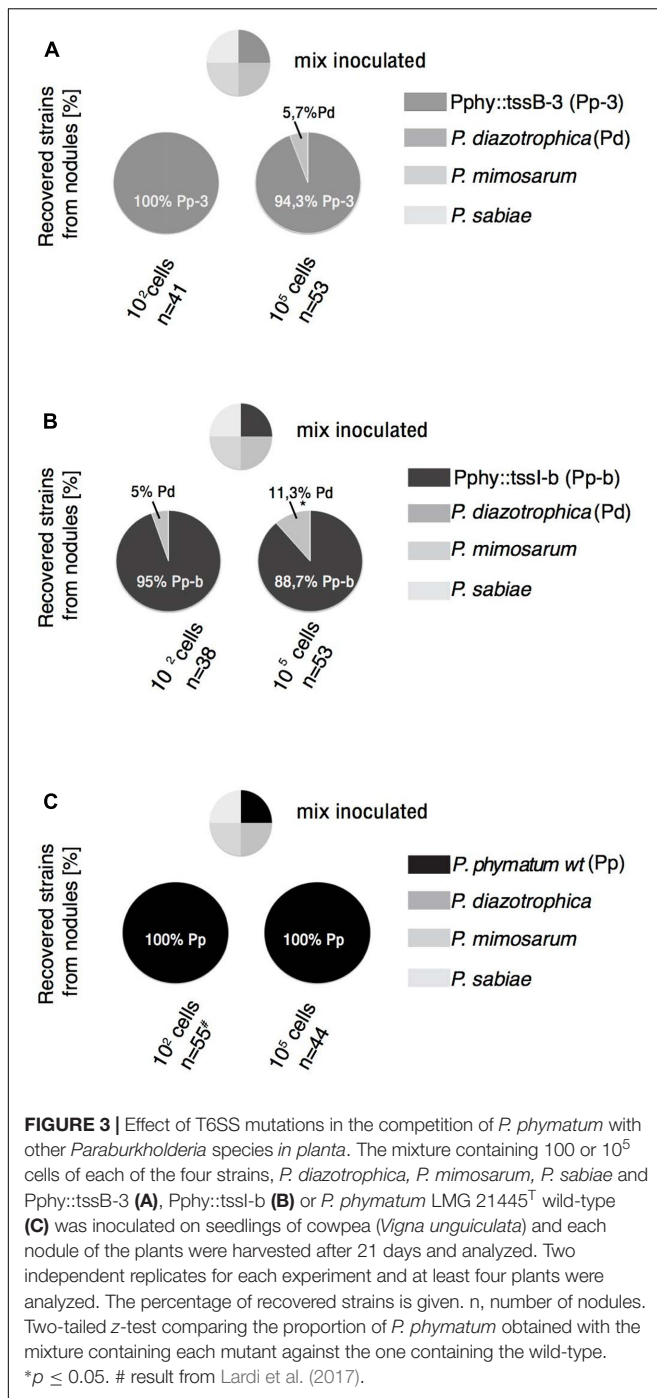 A
mix inoculated
Recovered strains
from nodules [%]
100% Pp-3
10² cells
n=41
5,7%Pd
94,3% Pp-3
10⁵ cells
n=53
Pphy::tssB-3 (Pp-3)
P. diazotrophica (Pd)
P. mimosarum
P. sabiae
B
mix inoculated
Recovered strains
from nodules [%]
5% Pd
95% Pp-b
10² cells
n=38
11,3% Pd
*
88,7% Pp-b
10⁵ cells
n=53
Pphy::tssI-b (Pp-b)
P. diazotrophica (Pd)
P. mimosarum
P. sabiae
C
mix inoculated
Recovered strains
from nodules [%]
100% Pp
10² cells
n=55#
100% Pp
10⁵ cells
n=44
P. phymatum wt (Pp)
P. diazotrophica
P. mimosarum
P. sabiae
FIGURE 3 | Effect of T6SS mutations in the competition of P. phymatum with
other Paraburkholderia species in planta. The mixture containing 100 or 10⁵
cells of each of the four strains, P. diazotrophica, P. mimosarum, P. sabiae and
Pphy::tssB-3 (A), Pphy::tssI-b (B) or P. phymatum LMG 21445ᵀ wild-type
(C) was inoculated on seedlings of cowpea (Vigna unguiculata) and each
nodule of the plants were harvested after 21 days and analyzed. Two
independent replicates for each experiment and at least four plants were
analyzed. The percentage of recovered strains is given. n, number of nodules.
Two-tailed z-test comparing the proportion of P. phymatum obtained with the
mixture containing each mutant against the one containing the wild-type.
*p ≤ 0.05. # result from Lardi et al. (2017).